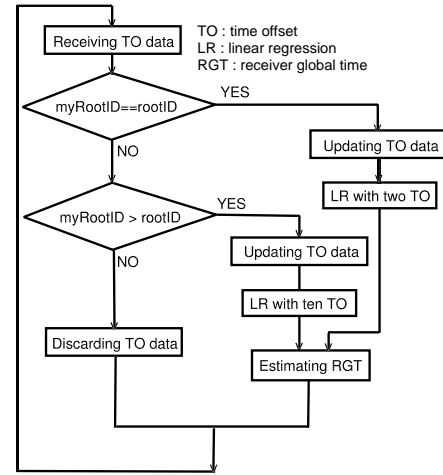 Receiving TO data
TO : time offset
LR : linear regression
RGT : receiver global time
myRootID==rootID
YES
NO
Updating TO data
LR with two TO
myRootID > rootID
YES
NO
Updating TO data
LR with ten TO
Discarding TO data
Estimating RGT